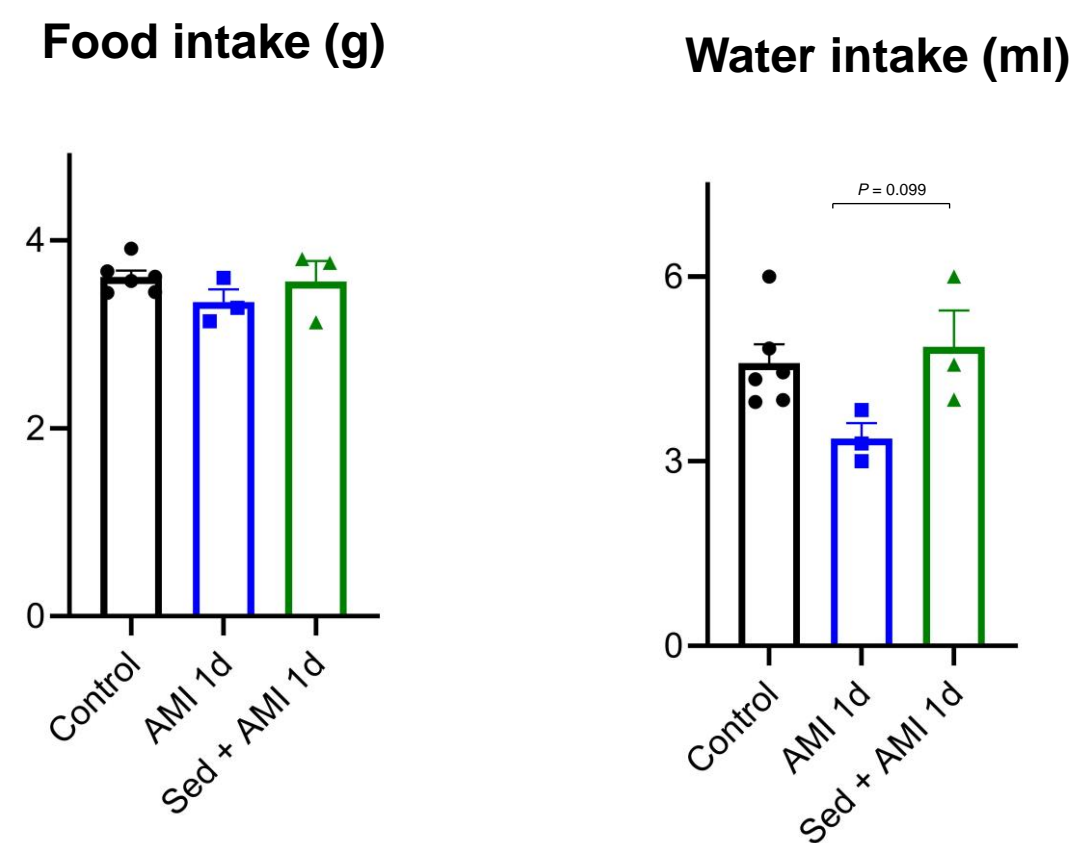 Food intake (g)
4
2
0
Control
AMI 1d
Sed + AMI 1d
Water intake (ml)
P = 0.099
6
3
0
Control
AMI 1d
Sed + AMI 1d